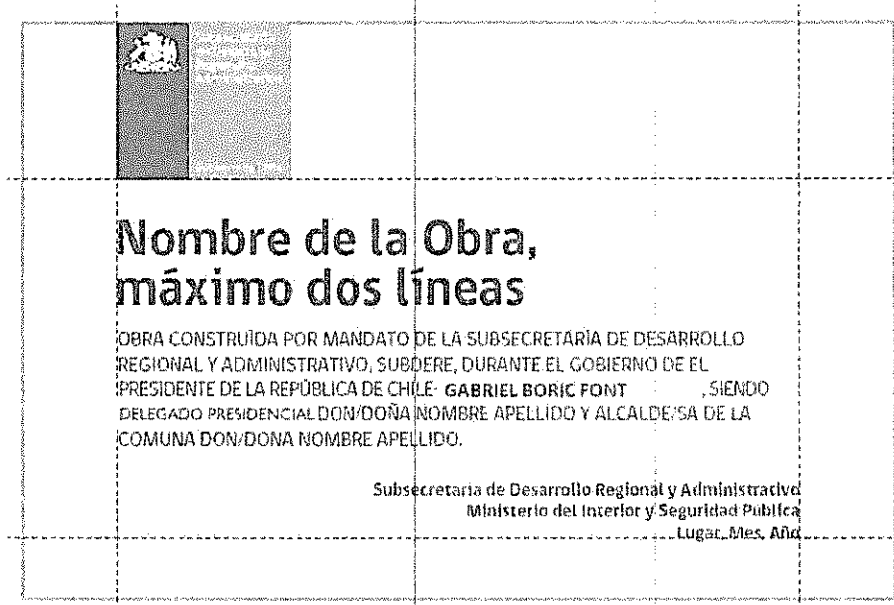 Nombre de la Obra,
máximo dos líneas
OBRA CONSTRUÍDA POR MANDATO DE LA SUBSECRETARÍA DE DESARROLLO
REGIONAL Y ADMINISTRATIVO, SUBDERE, DURANTE EL GOBIERNO DE EL
PRESIDENTE DE LA REPÚBLICA DE CHILE- GABRIEL BORIC FONT , SIENDO
DELEGADO PRESIDENCIAL DON/DOÑA NOMBRE APELLIDO Y ALCALDE/SA DE LA
COMUNA DON/DONA NOMBRE APELLIDO.
Subsecretaria de Desarrollo Regional y Administrativo
Ministerio del Interior y Seguridad Pública
Lugar, Mes, Año